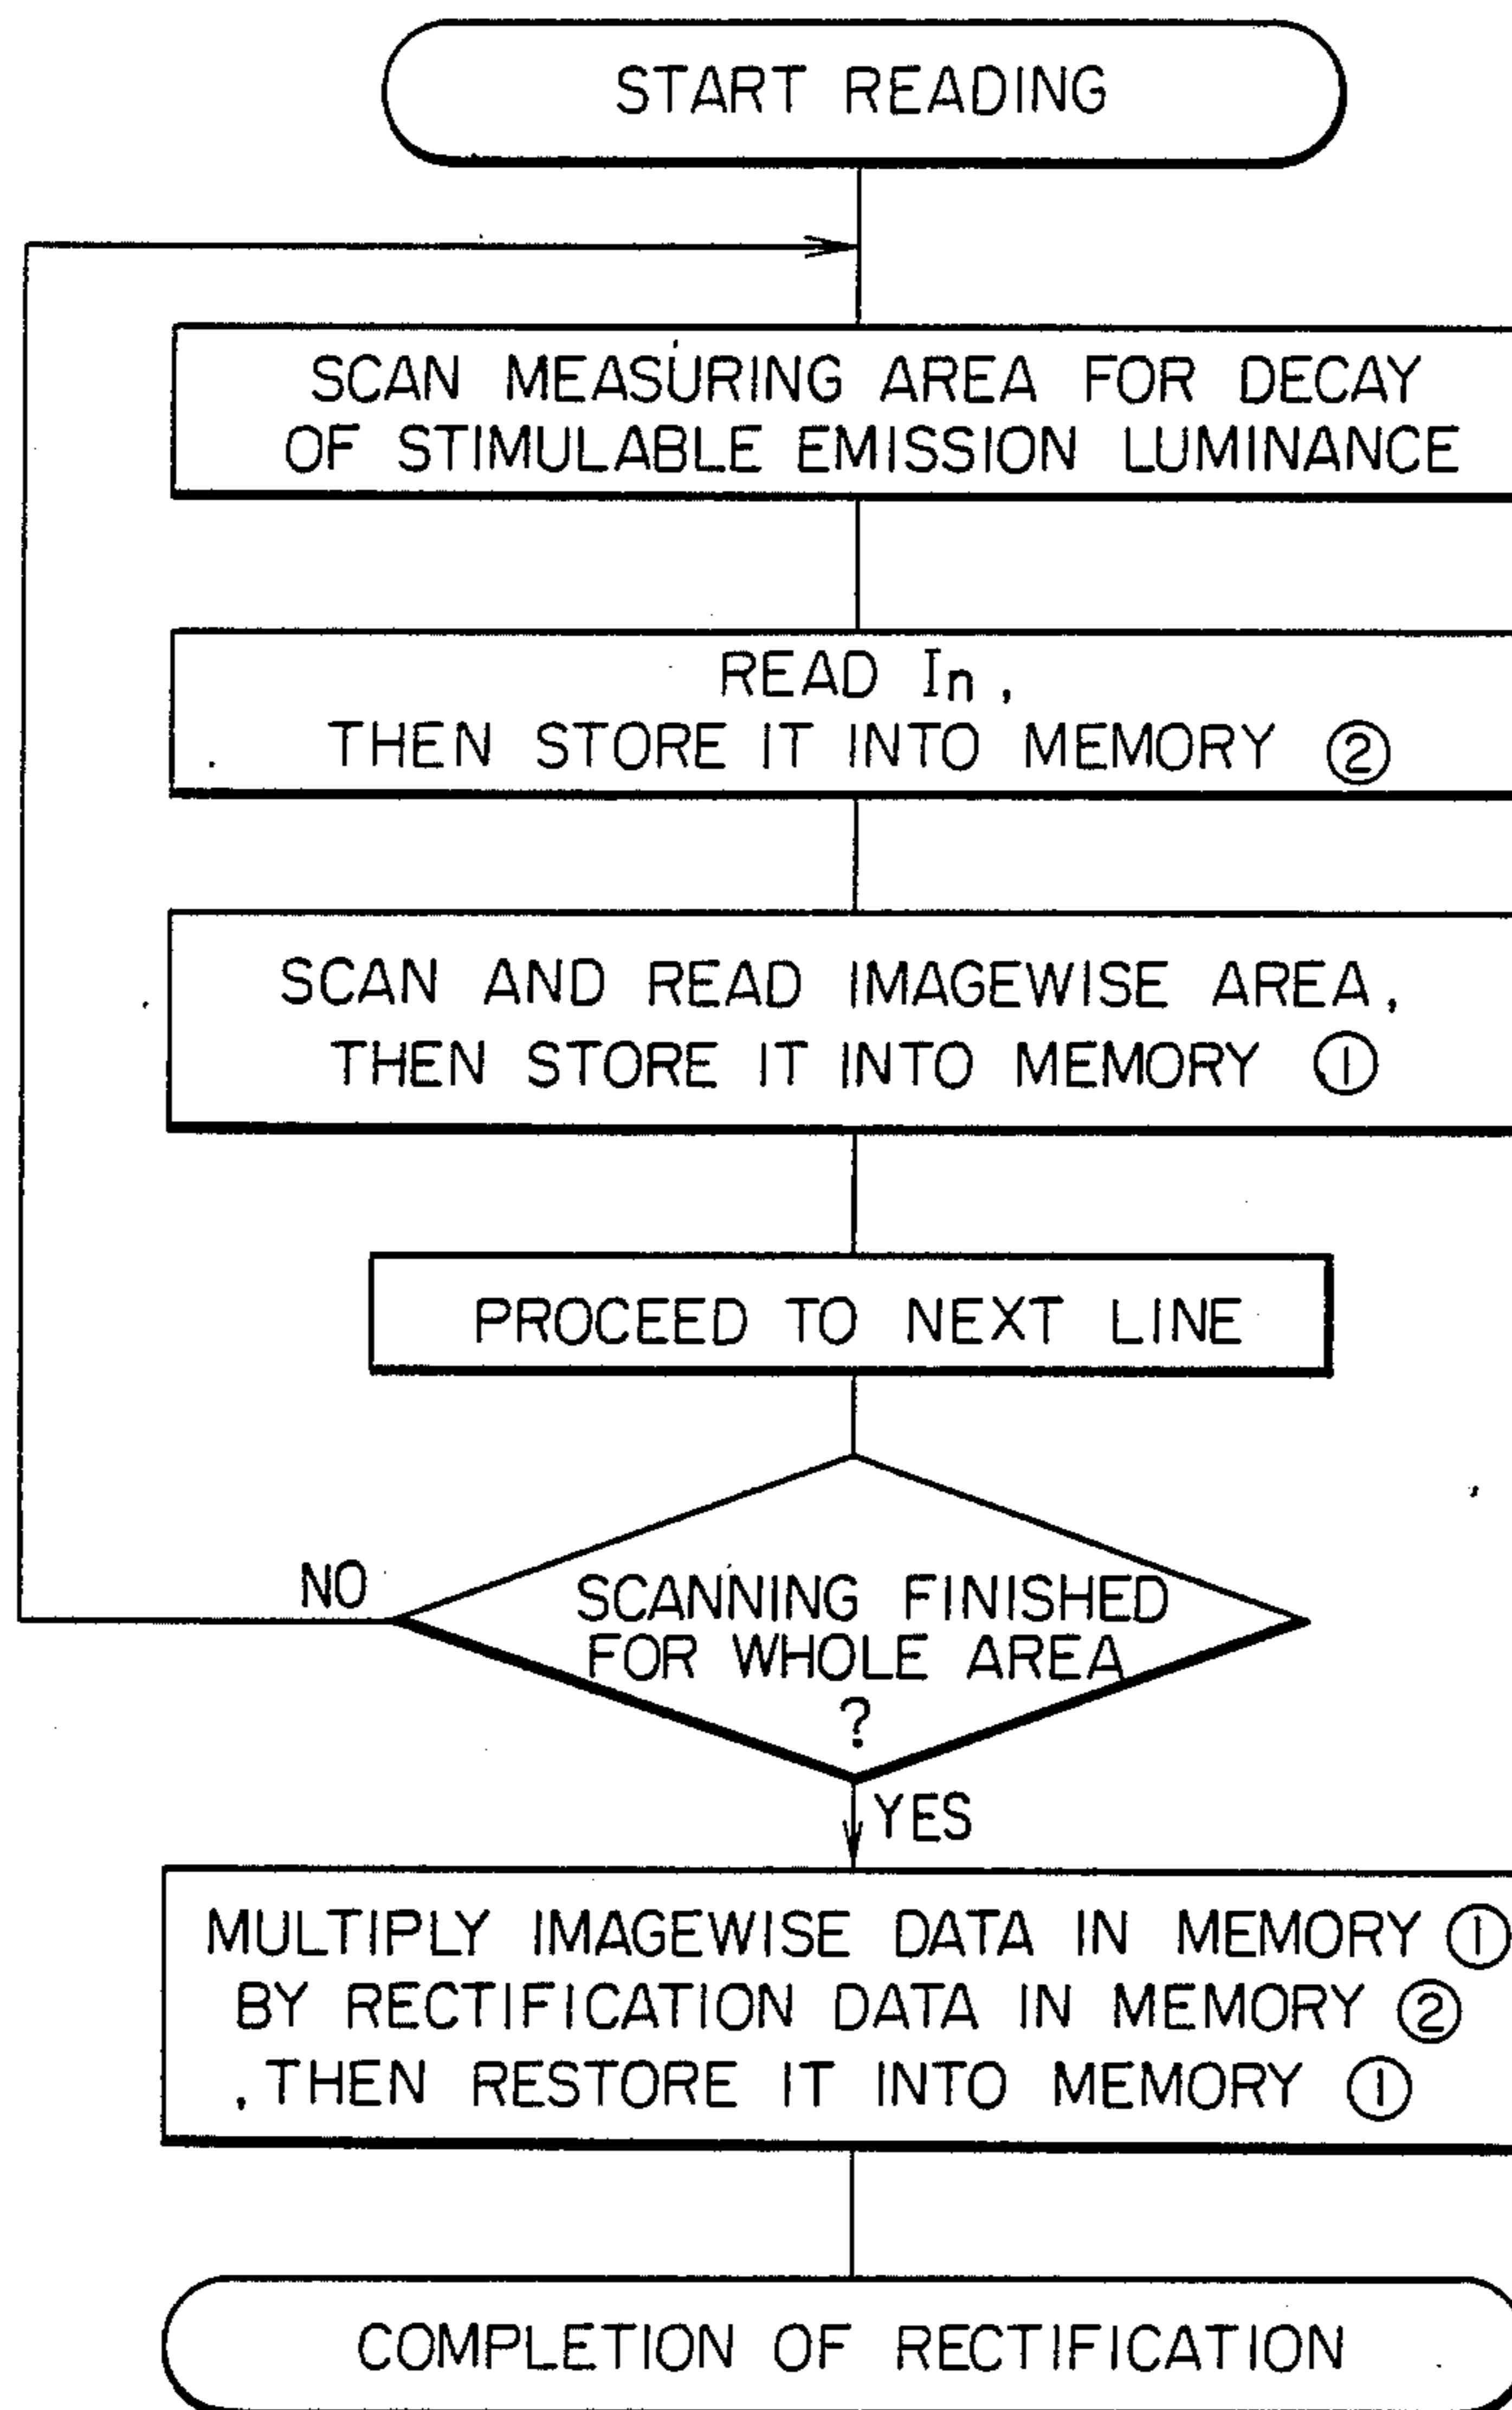 START READING
SCAN MEASURING AREA FOR DECAY
OF STIMULABLE EMISSION LUMINANCE
READ In,
THEN STORE IT INTO MEMORY ②
SCAN AND READ IMAGEWISE AREA,
THEN STORE IT INTO MEMORY ①
PROCEED TO NEXT LINE
NO
SCANNING FINISHED
FOR WHOLE AREA
?
YES
MULTIPLY IMAGEWISE DATA IN MEMORY ①
BY RECTIFICATION DATA IN MEMORY ②
, THEN RESTORE IT INTO MEMORY ①
COMPLETION OF RECTIFICATION